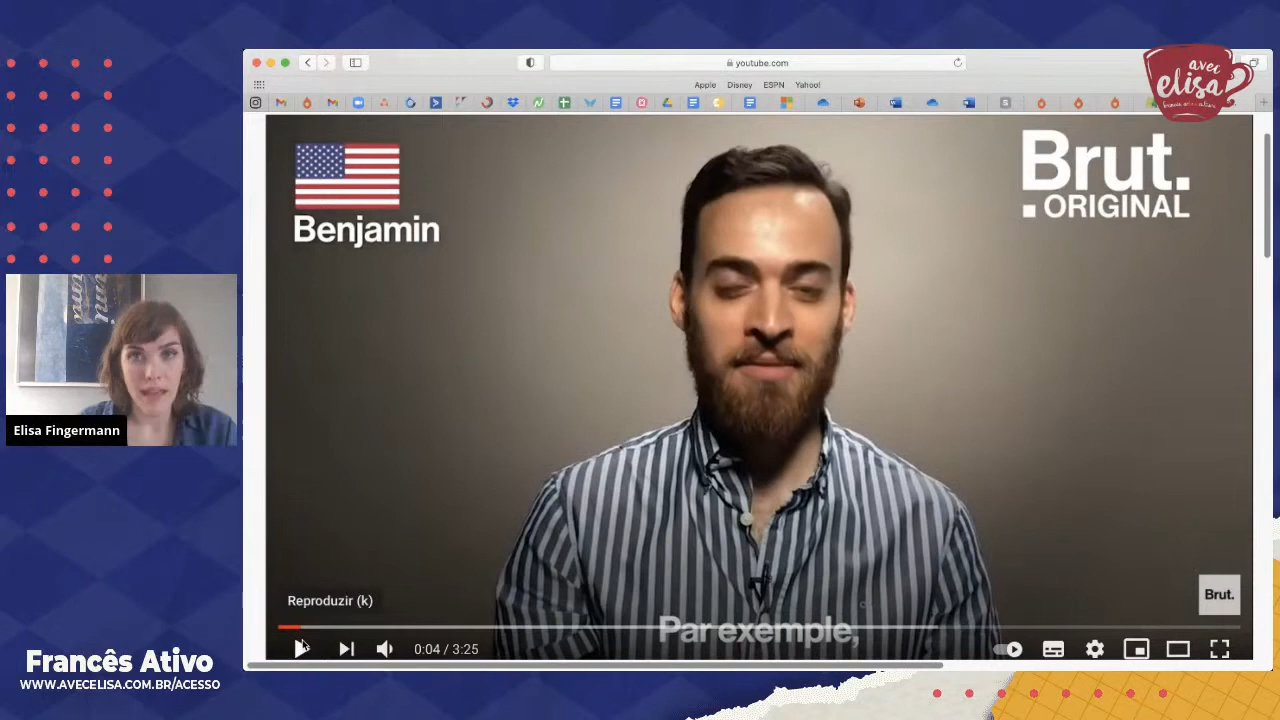 youtube.com
Apple Disney ESPN Yahoo!
avec
elisa
Benjamin
Brut.
ORIGINAL
Elisa Fingermann
Reproduzir (k)
Brut.
Par exemple,
0:04 / 3:25
Francês Ativo
WWW.AVECELISA.COM.BR/ACESSO